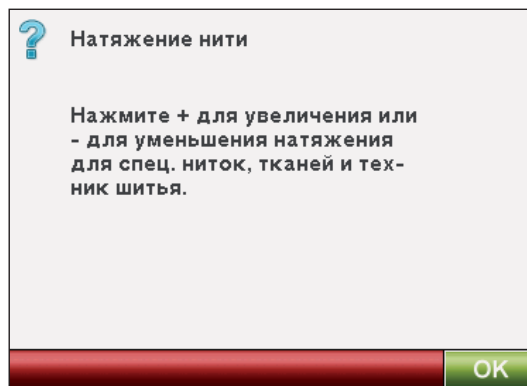 Натяжение нити
Нажмите + для увеличения или
- для уменьшения натяжения
для спец. ниток, тканей и тех-
ник шитья.
OK